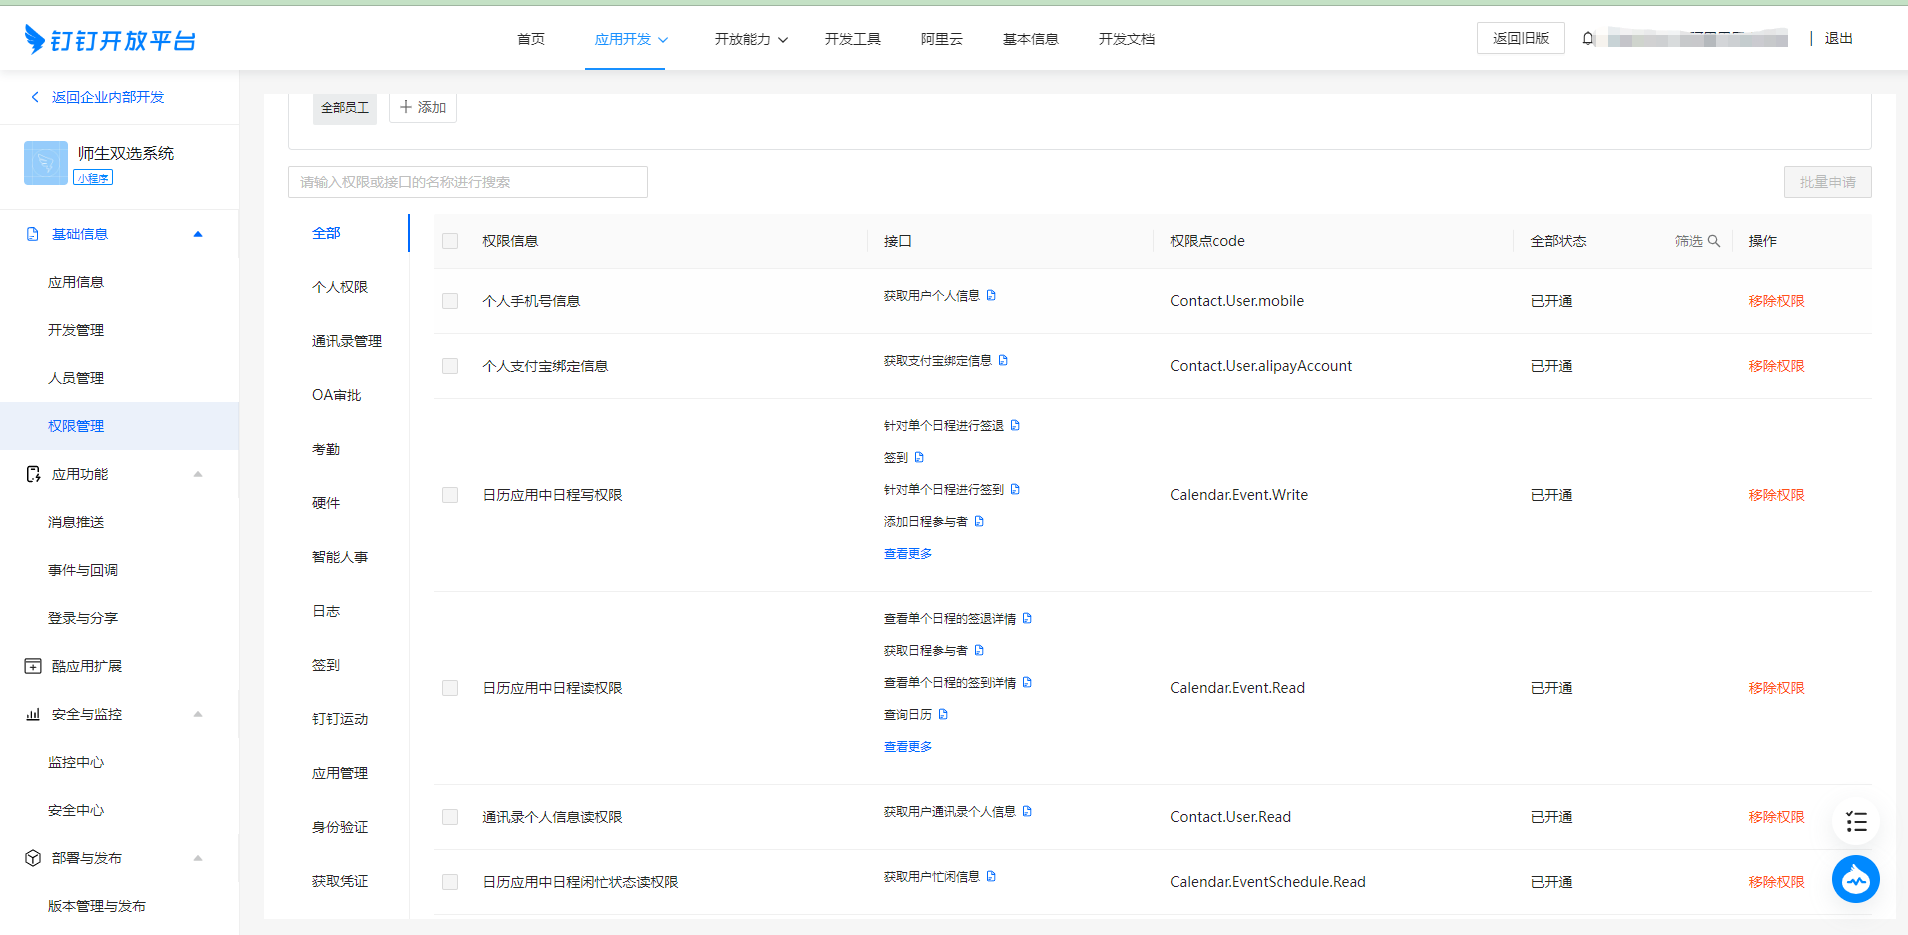 钉钉开放平台
首页
应用开发
开放能力
开发工具
阿里云
基本信息
开发文档
返回旧版
退出
返回企业内部开发
师生双选系统
小程序
基础信息
应用信息
开发管理
人员管理
权限管理
应用功能
消息推送
事件与回调
登录与分享
酷应用扩展
安全与监控
监控中心
安全中心
部署与发布
版本管理与发布
全部员工
添加
请输入权限或接口的名称进行搜索
批量申请
全部
个人权限
通讯录管理
OA审批
考勤
硬件
智能人事
日志
签到
钉钉运动
应用管理
身份验证
获取凭证
权限信息 接口 权限点code 全部状态 筛选 操作
个人手机号信息 获取用户个人信息 Contact.User.mobile 已开通 移除权限
个人支付宝绑定信息 获取支付宝绑定信息 Contact.User.alipayAccount 已开通 移除权限
针对单个日程进行签退
签到
针对单个日程进行签到
日历应用中日程写权限 Calendar.Event.Write 已开通 移除权限
添加日程参与者
查看更多
查看单个日程的签退详情
获取日程参与者
查看单个日程的签到详情
日历应用中日程读权限 Calendar.Event.Read 已开通 移除权限
查询日历
查看更多
通讯录个人信息读权限 获取用户通讯录个人信息 Contact.User.Read 已开通 移除权限
日历应用中日程闲忙状态读权限 获取用户忙闲信息 Calendar.EventSchedule.Read 已开通 移除权限